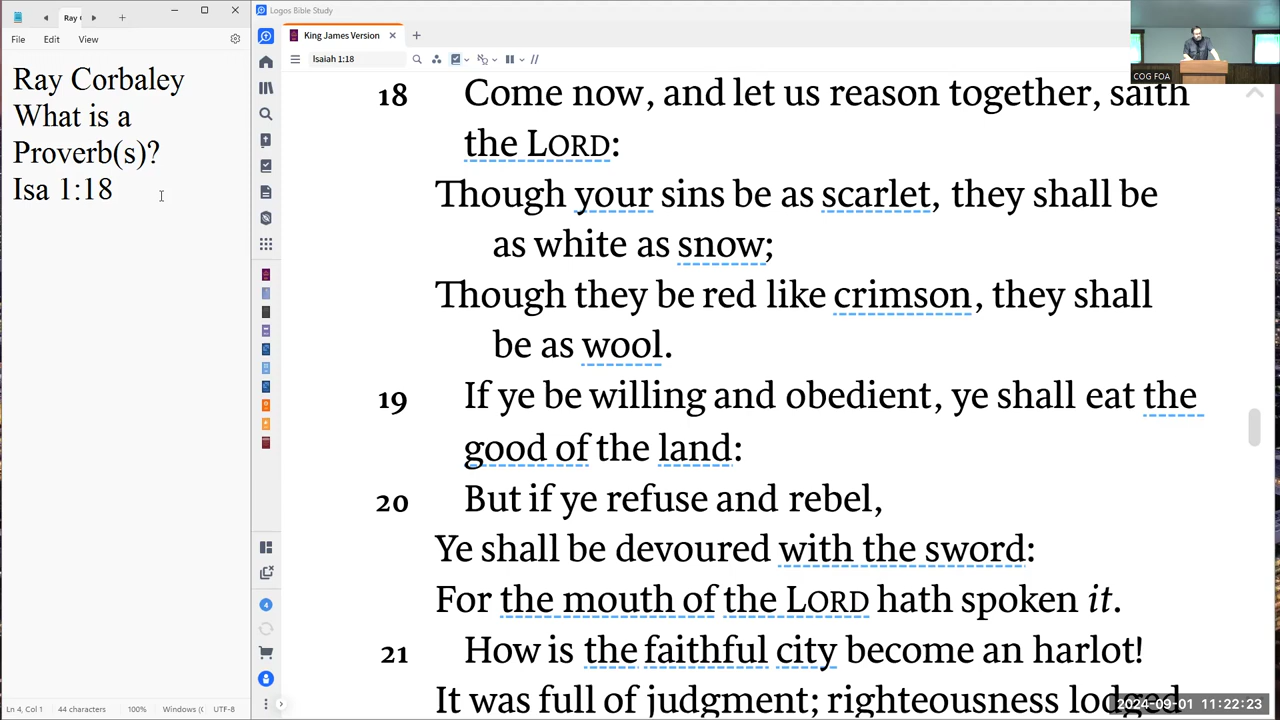 Ray
File Edit View
Ray Corbaley
What is a
Proverb(s)?
Isa 1:18
Ln 4, Col 1 44 characters 100% Windows (C UTF-8
Logos Bible Study
King James Version
Isaiah 1:18
COG FOA
18 Come now, and let us reason together, saith
the LORD:
Though your sins be as scarlet, they shall be
as white as snow;
Though they be red like crimson, they shall
be as wool.
19 If ye be willing and obedient, ye shall eat the
good of the land:
20 But if ye refuse and rebel,
Ye shall be devoured with the sword:
For the mouth of the LORD hath spoken it.
21 How is the faithful city become an harlot!
It was full of judgment; righteousness lodged
4
2024-09-01 11:22:23